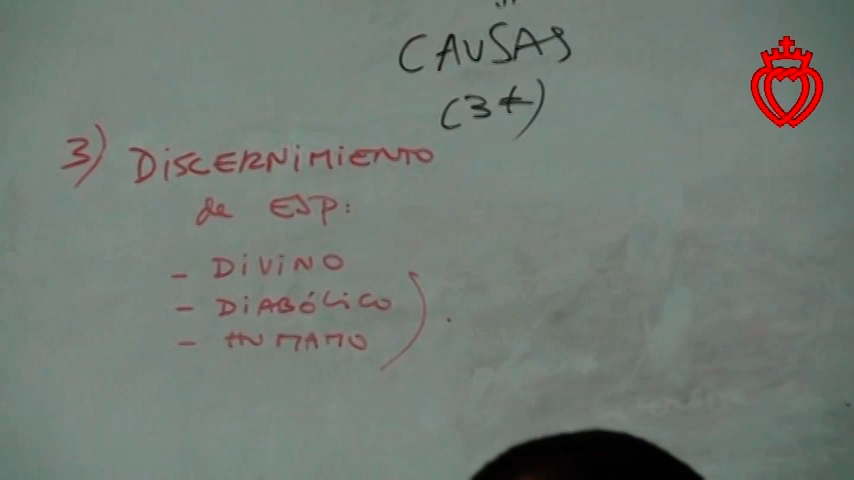 CAUSAS
(3+)
3) DISCERNIMIENTO
de ESP:
- DIVINO
- DIABÓLICO
- HUMANO